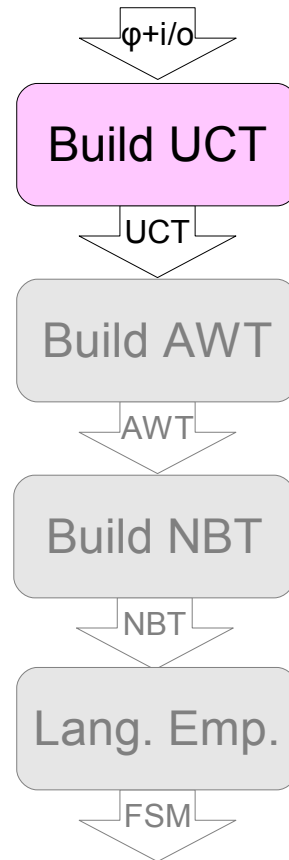 φ+i/o
Build UCT
UCT
Build AWT
AWT
Build NBT
NBT
Lang. Emp.
FSM